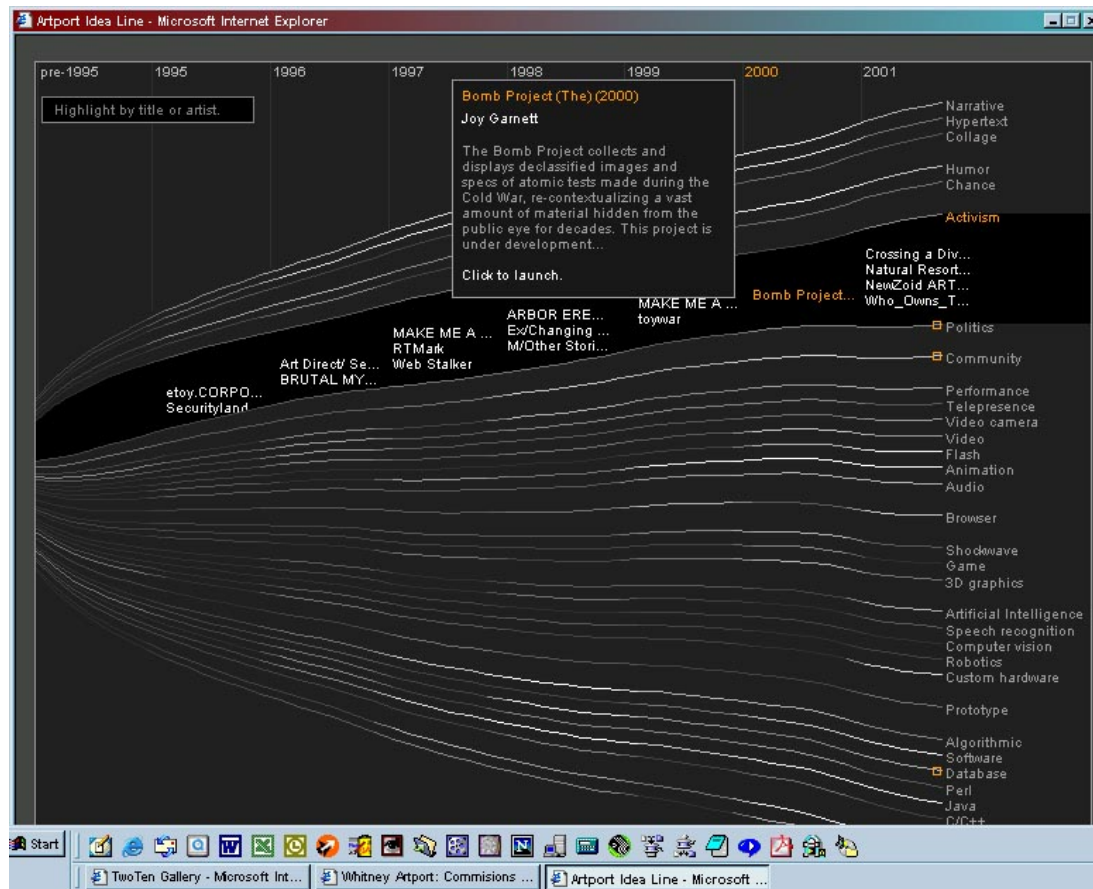 Artport Idea Line - Microsoft Internet Explorer
pre-1995 1995 1996 1997 1998 1999 2000 2001
Highlight by title or artist.
Bomb Project (The) (2000)
Joy Garnett
The Bomb Project collects and
displays declassified images and
specs of atomic tests made during the
Cold War, re-contextualizing a vast
amount of material hidden from the
public eye for decades. This project is
under development...
Click to launch.
etoy.CORPO...
Securityland
Art Direct/ Se...
BRUTAL MY...
MAKE ME A ...
RTMark
Web Stalker
ARBOR ERE...
Ex/Changing ...
M/Other Stori...
MAKE ME A ...
toywar
Bomb Project...
Crossing a Div...
Natural Resort...
NewZoid ART...
Who_Owns_T...
Narrative
Hypertext
Collage
Humor
Chance
Activism
Politics
Community
Performance
Telepresence
Video camera
Video
Flash
Animation
Audio
Browser
Shockwave
Game
3D graphics
Artificial Intelligence
Speech recognition
Computer vision
Robotics
Custom hardware
Prototype
Algorithmic
Software
Database
Perl
Java
C/C++
Start
TwoTen Gallery - Microsoft Int... Whitney Artport: Commisions ... Artport Idea Line - Microsoft ...